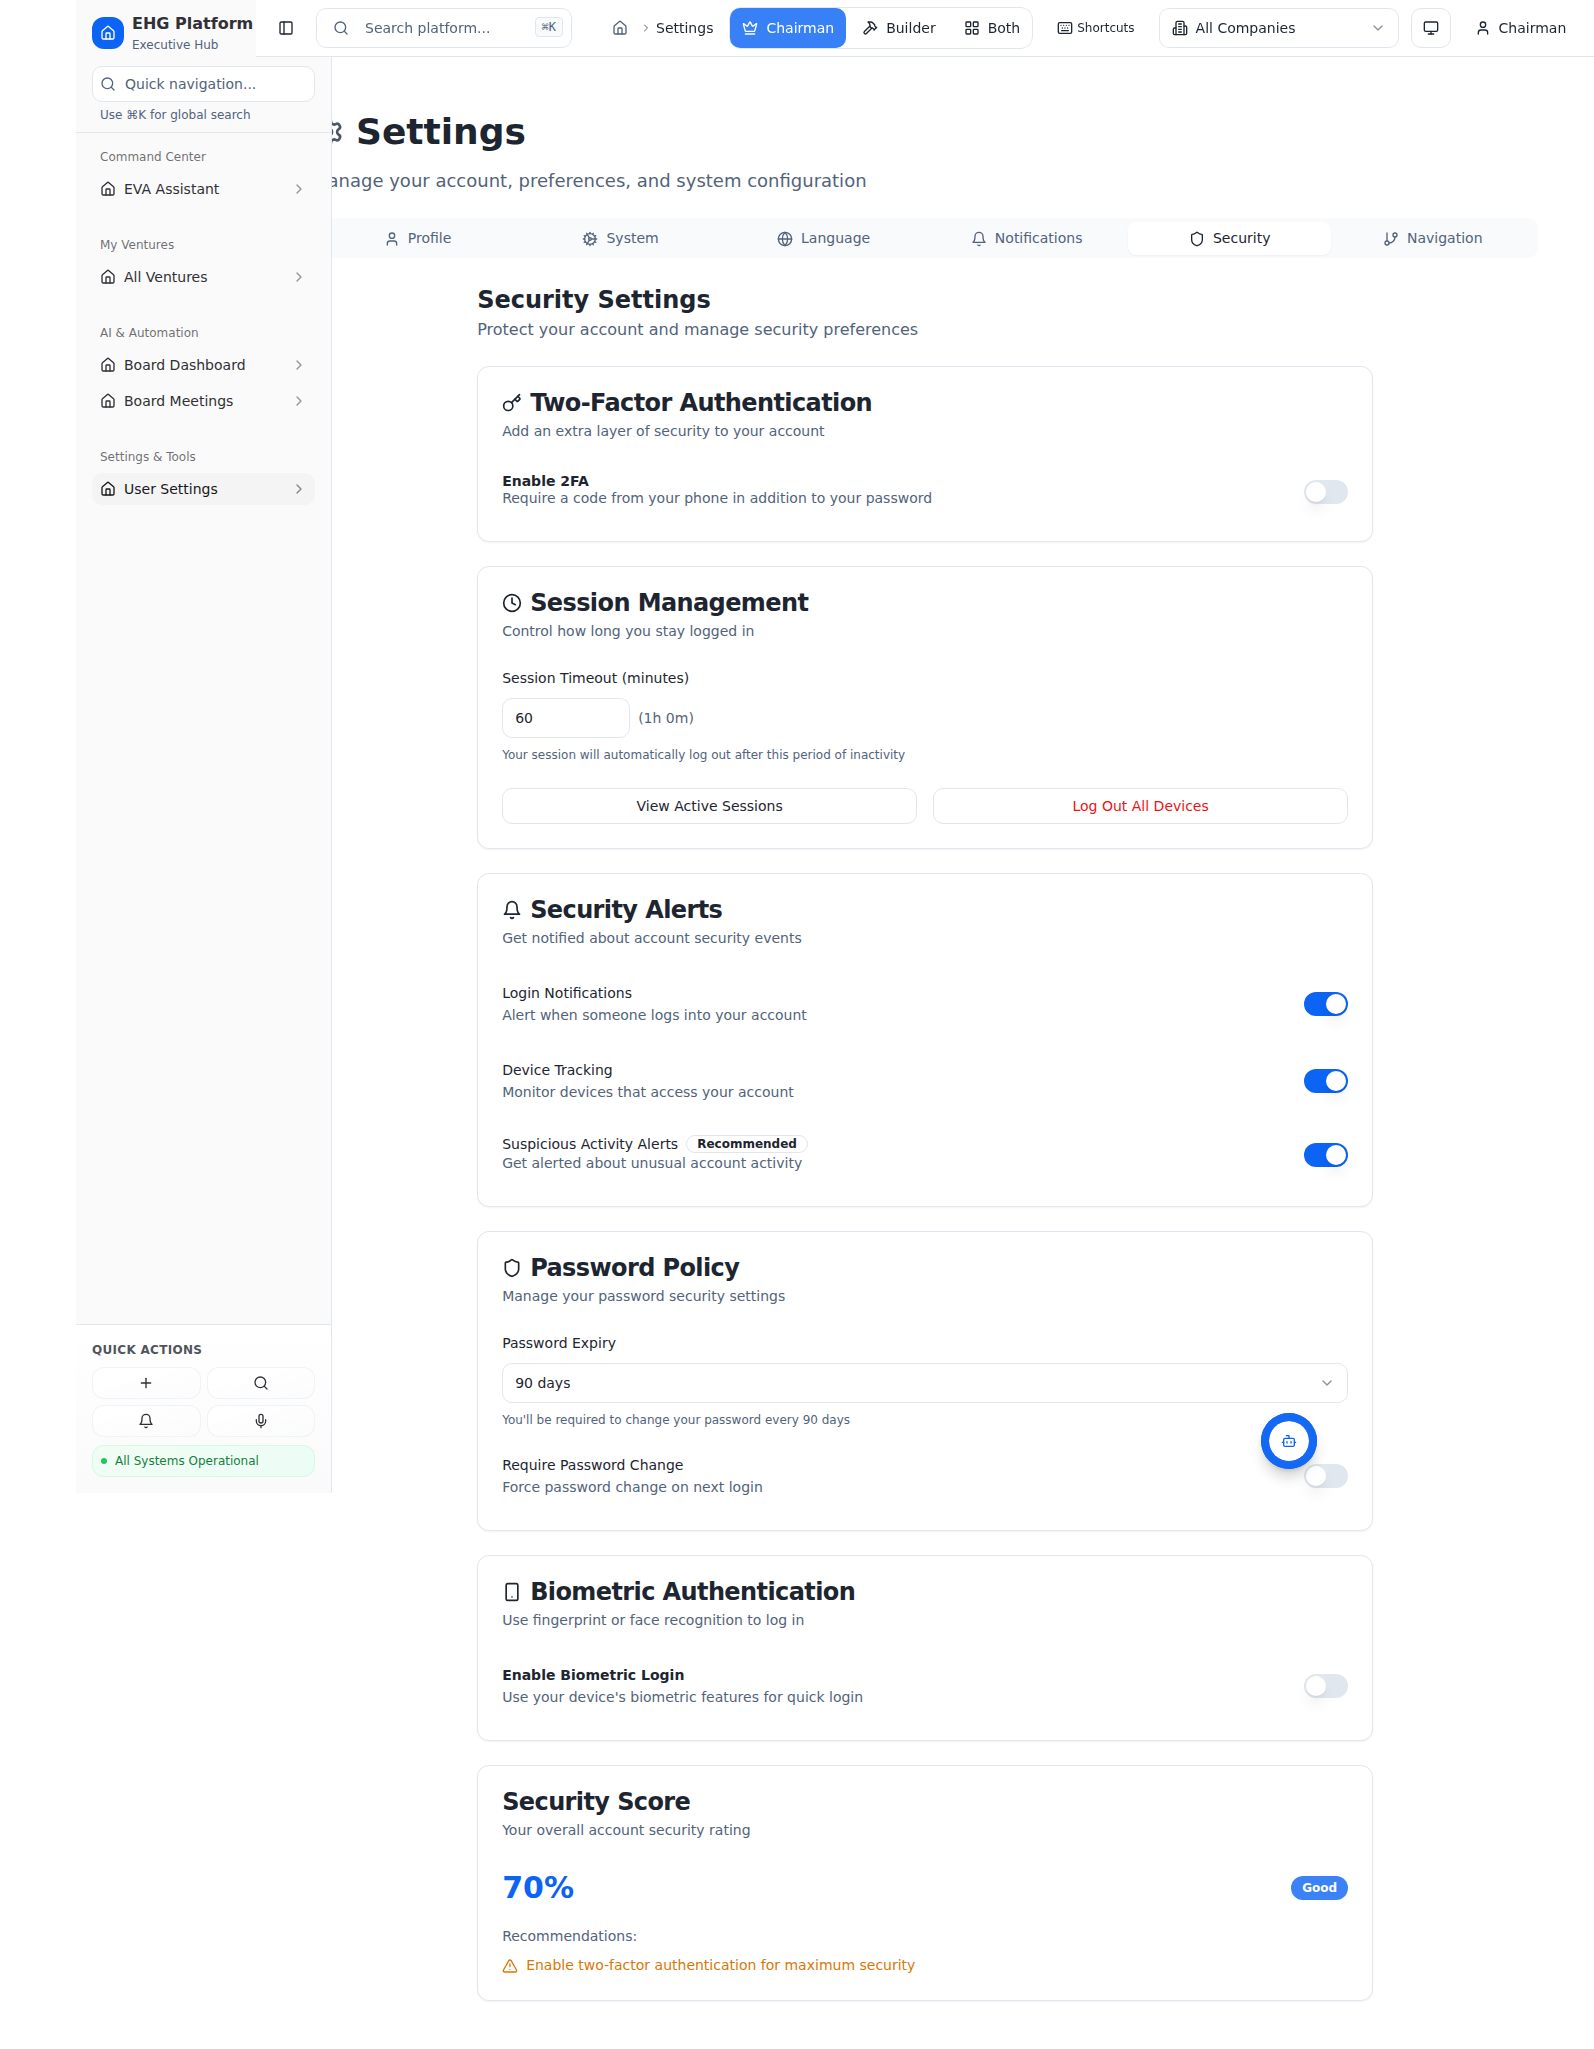 EHG Platform
Executive Hub
Search platform...
⌘K
Settings
Chairman
Builder
Both
Shortcuts
All Companies
Chairman
Quick navigation...
Use ⌘K for global search
Command Center
EVA Assistant
My Ventures
All Ventures
AI & Automation
Board Dashboard
Board Meetings
Settings & Tools
User Settings
QUICK ACTIONS
All Systems Operational
Settings
anage your account, preferences, and system configuration
Profile
System
Language
Notifications
Security
Navigation
Security Settings
Protect your account and manage security preferences
Two-Factor Authentication
Add an extra layer of security to your account
Enable 2FA
Require a code from your phone in addition to your password
Session Management
Control how long you stay logged in
Session Timeout (minutes)
60
(1h 0m)
Your session will automatically log out after this period of inactivity
View Active Sessions
Log Out All Devices
Security Alerts
Get notified about account security events
Login Notifications
Alert when someone logs into your account
Device Tracking
Monitor devices that access your account
Suspicious Activity Alerts
Recommended
Get alerted about unusual account activity
Password Policy
Manage your password security settings
Password Expiry
90 days
You'll be required to change your password every 90 days
Require Password Change
Force password change on next login
Biometric Authentication
Use fingerprint or face recognition to log in
Enable Biometric Login
Use your device's biometric features for quick login
Security Score
Your overall account security rating
70%
Good
Recommendations:
Enable two-factor authentication for maximum security